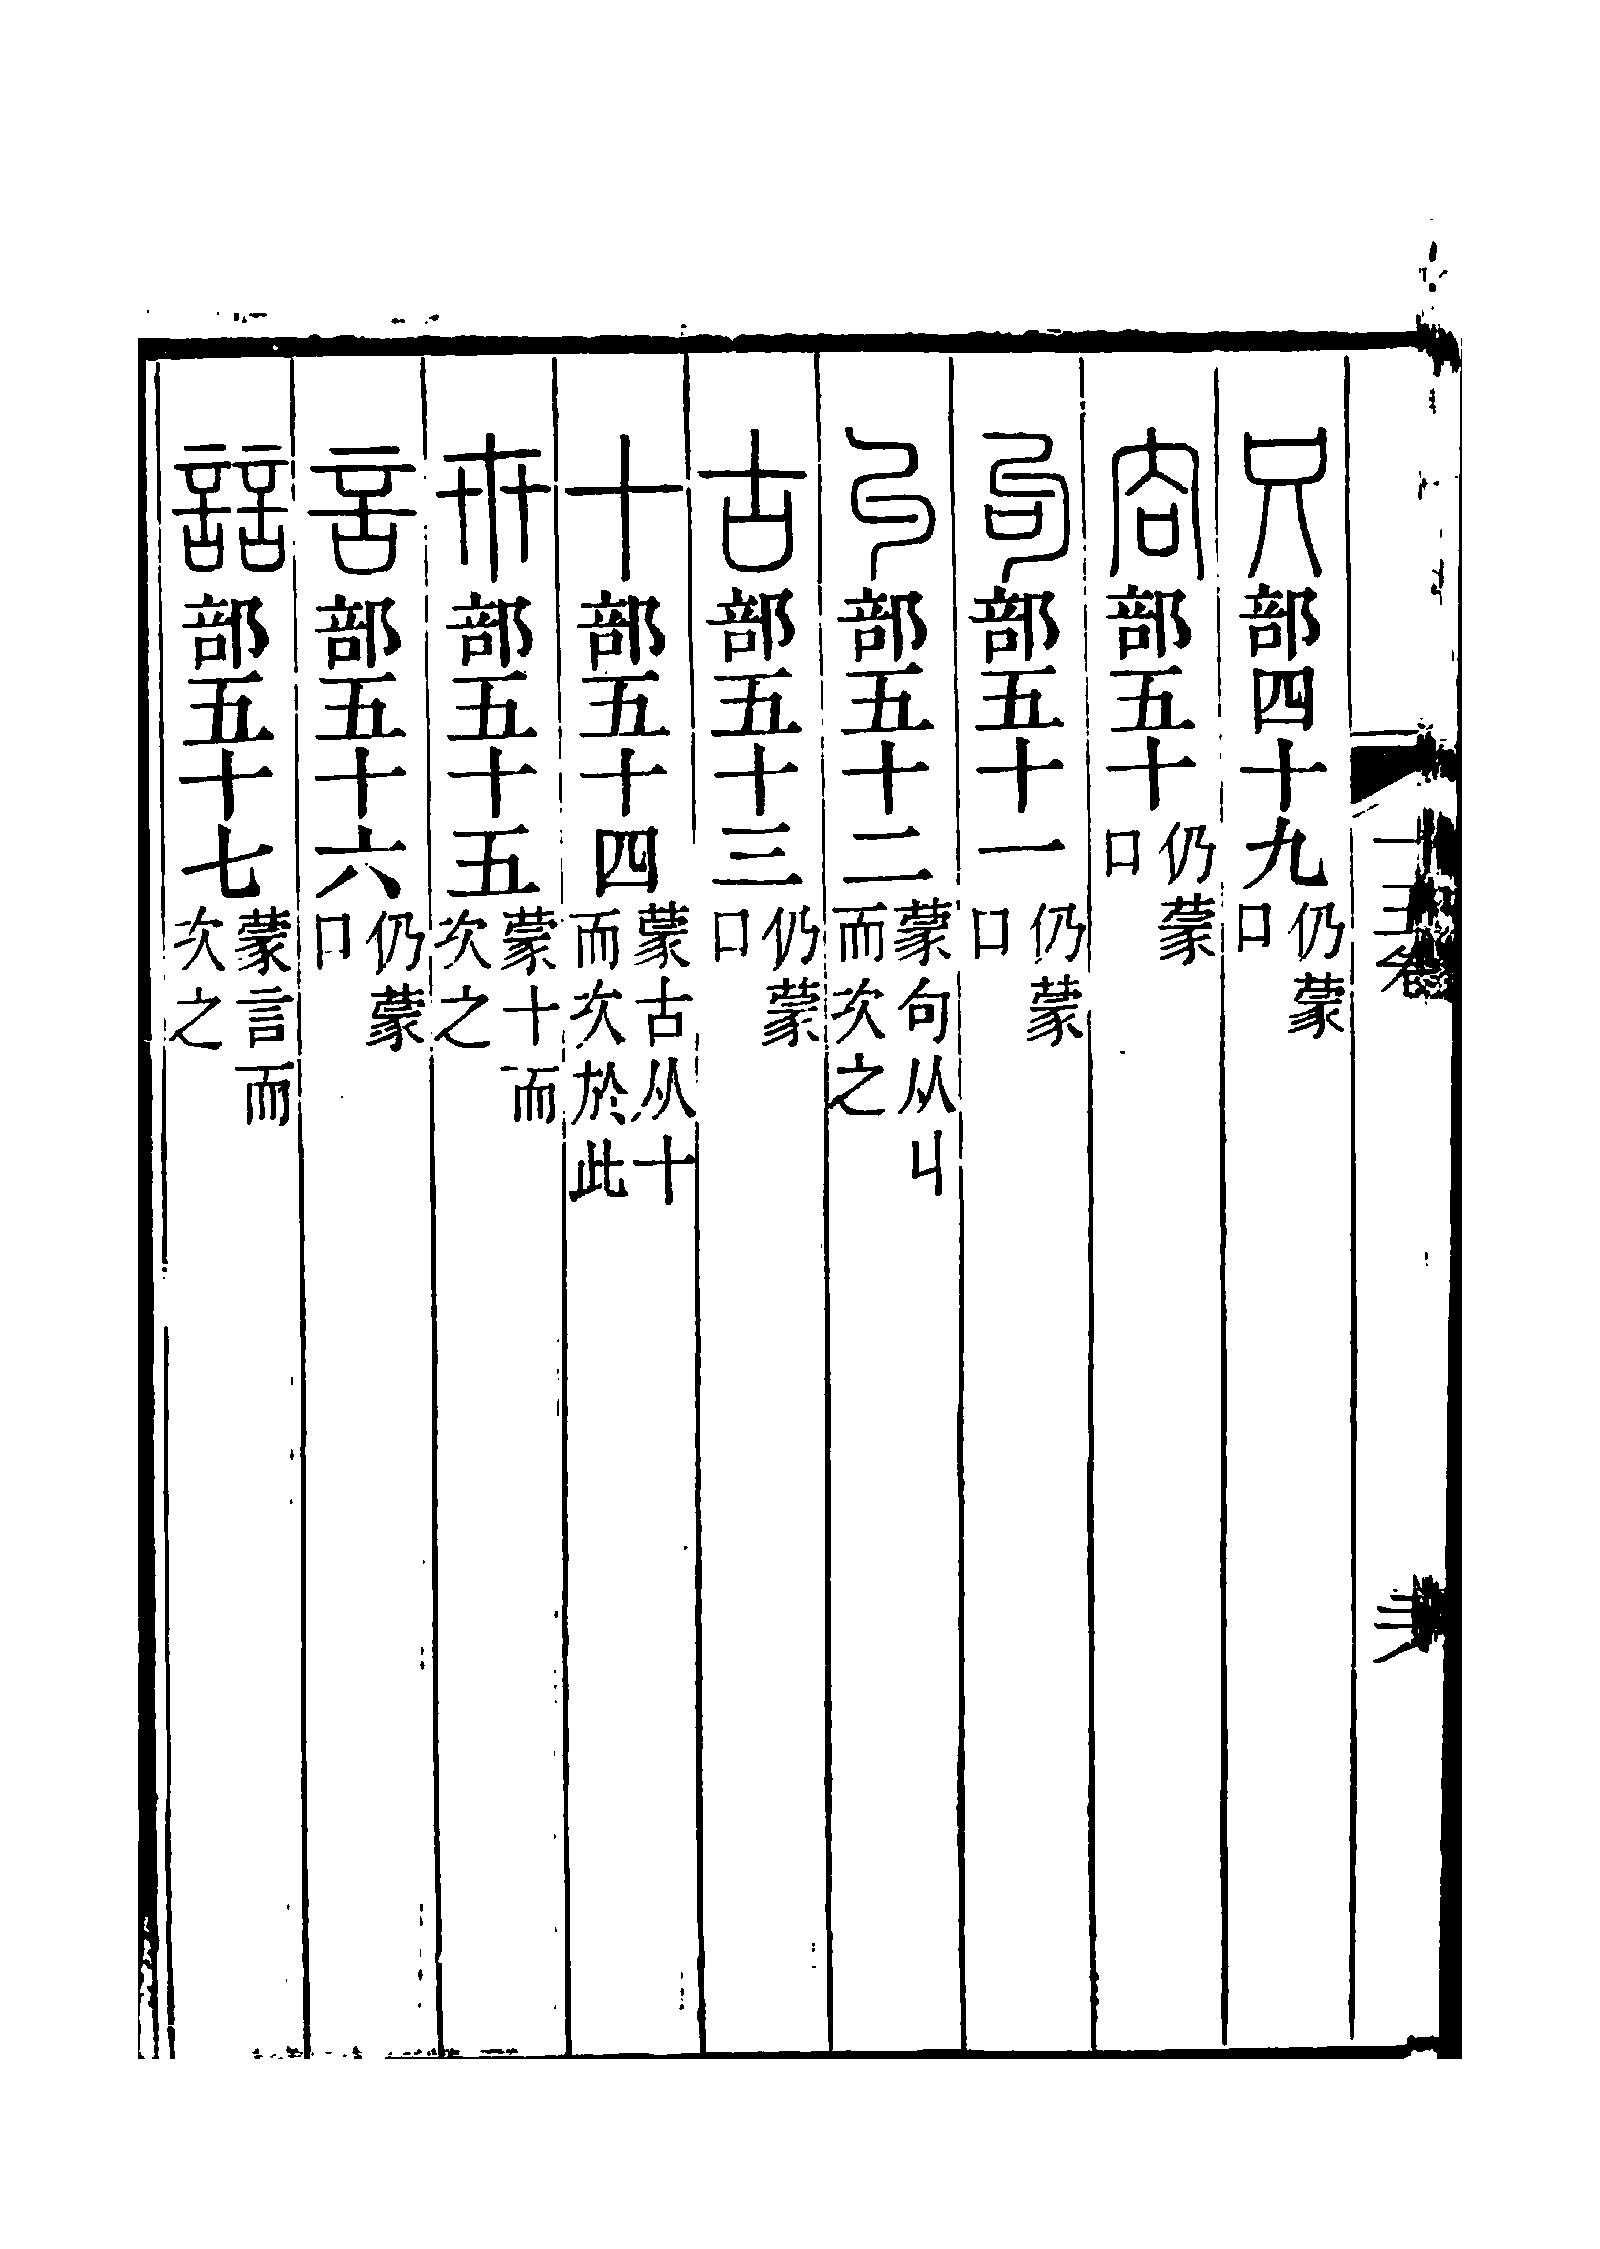 只部四十九仍蒙口
㕯部五十仍蒙口
句部五十一仍蒙口
丩部五十二蒙句从丩而次之
古部五十三仍蒙口
十部五十四蒙古从十而次於此
卅部五十五蒙十而次之
言部五十六仍蒙口
誩部五十七蒙言而次之